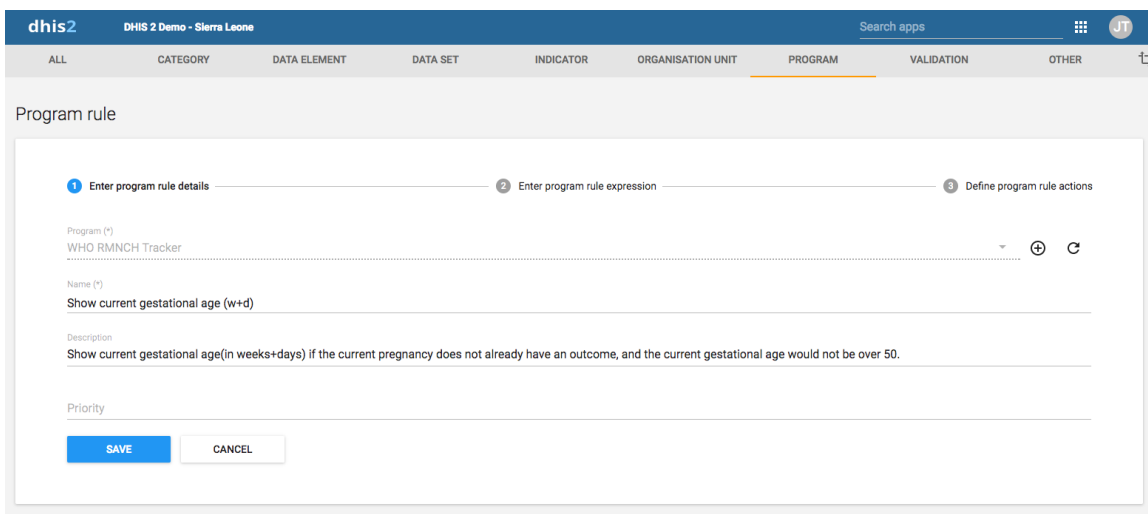 dhis2 DHIS 2 Demo - Sierra Leone Search apps JT
ALL CATEGORY DATA ELEMENT DATA SET INDICATOR ORGANISATION UNIT PROGRAM VALIDATION OTHER
Program rule
1 Enter program rule details 2 Enter program rule expression 3 Define program rule actions
Program (*)
WHO RMNCH Tracker
Name (*)
Show current gestational age (w+d)
Description
Show current gestational age(in weeks+days) if the current pregnancy does not already have an outcome, and the current gestational age would not be over 50.
Priority
SAVE CANCEL